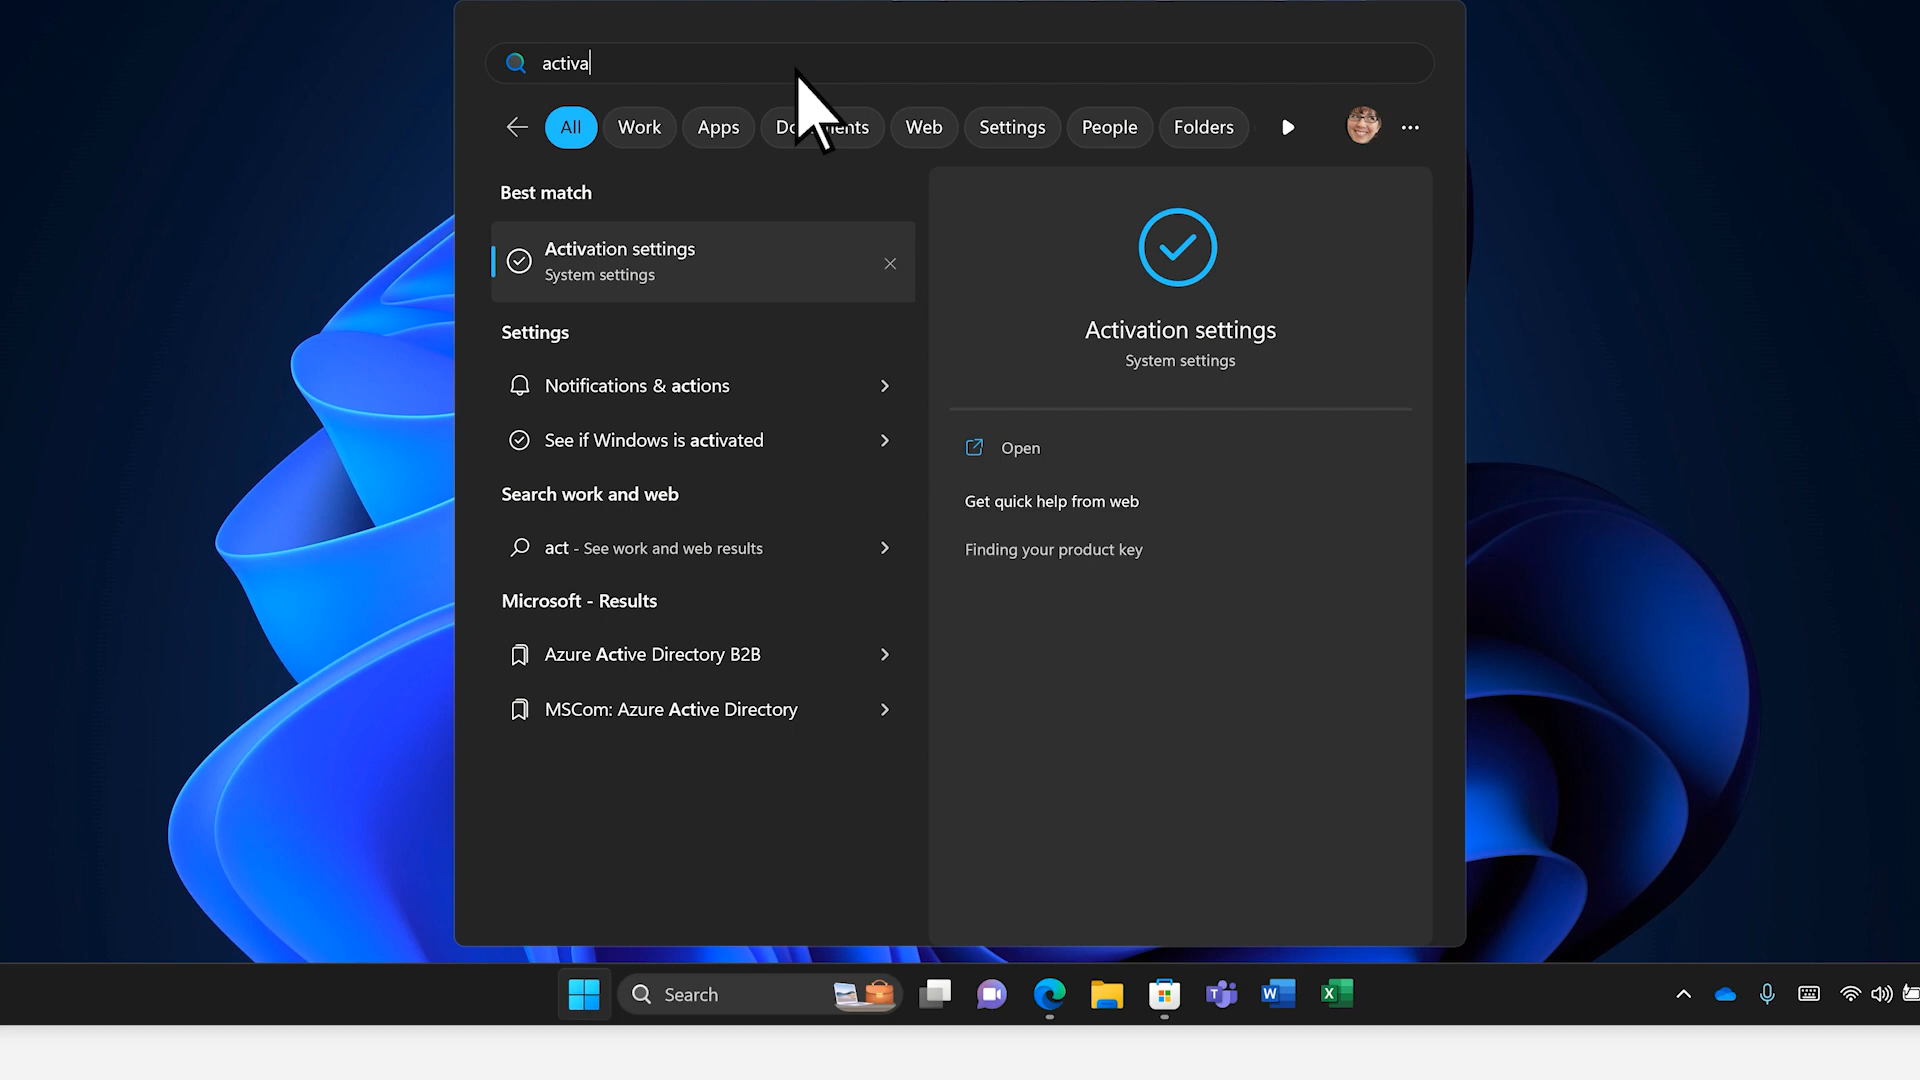 activa
All Work Apps Documents Web Settings People Folders
Best match
Activation settings
System settings
Settings
Notifications & actions
See if Windows is activated
Search work and web
act - See work and web results
Microsoft - Results
Azure Active Directory B2B
MSCom: Azure Active Directory
Activation settings
System settings
Open
Get quick help from web
Finding your product key
Search